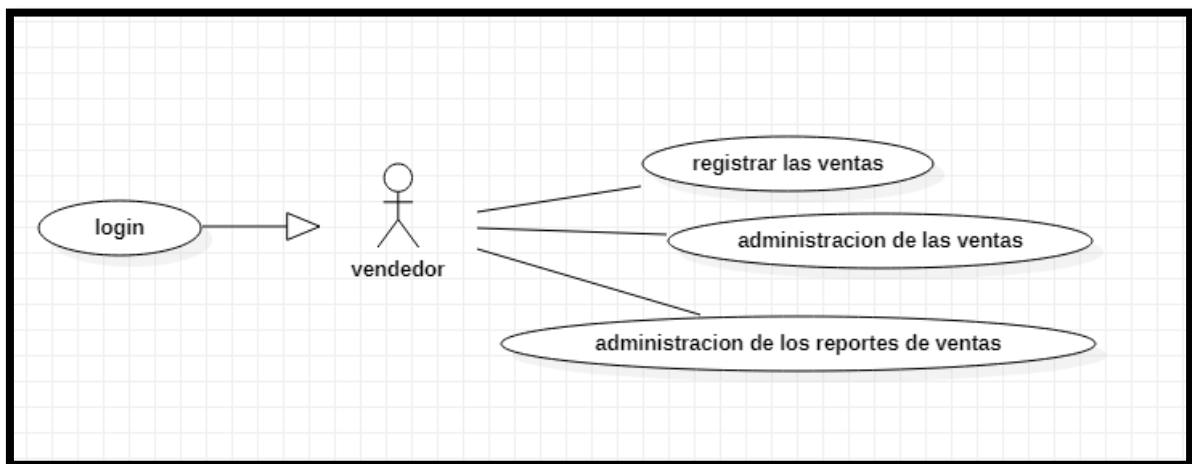 login
vendedor
registrar las ventas
administracion de las ventas
administracion de los reportes de ventas